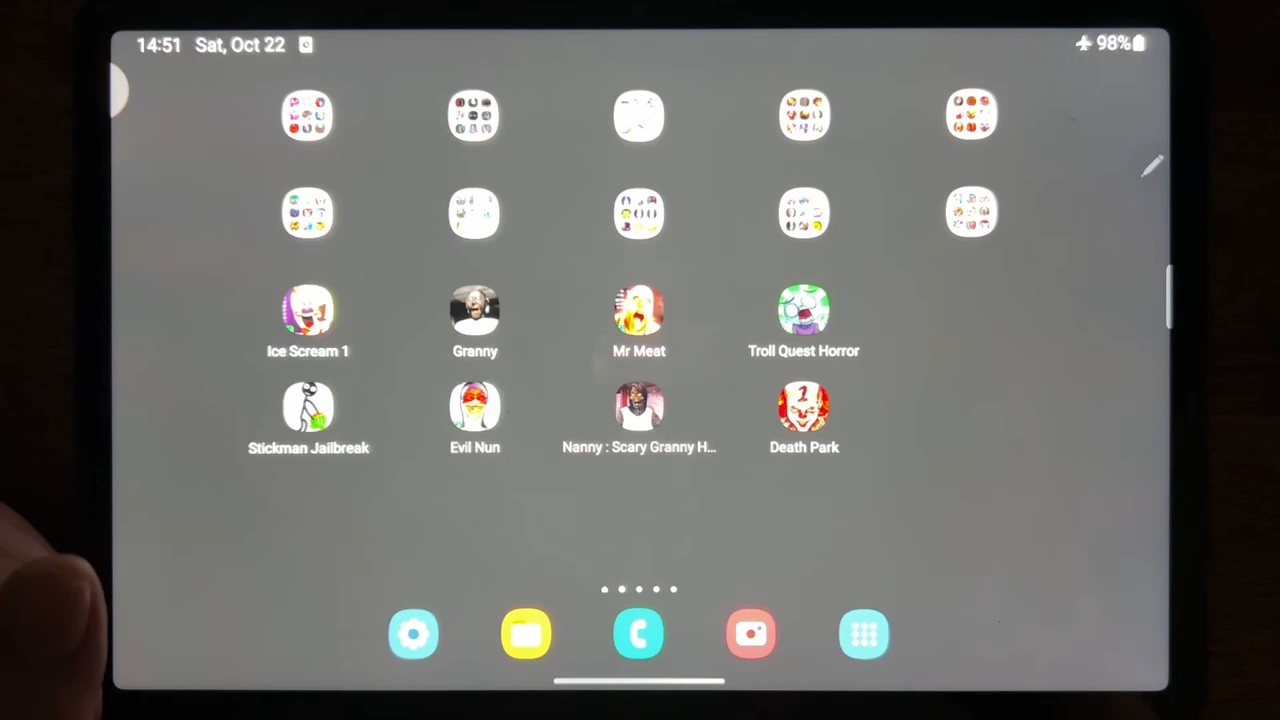 14:51 Sat, Oct 22
98%
Ice Scream 1
Granny
Mr Meat
Troll Quest Horror
Stickman Jailbreak
Evil Nun
Nanny : Scary Granny H...
Death Park